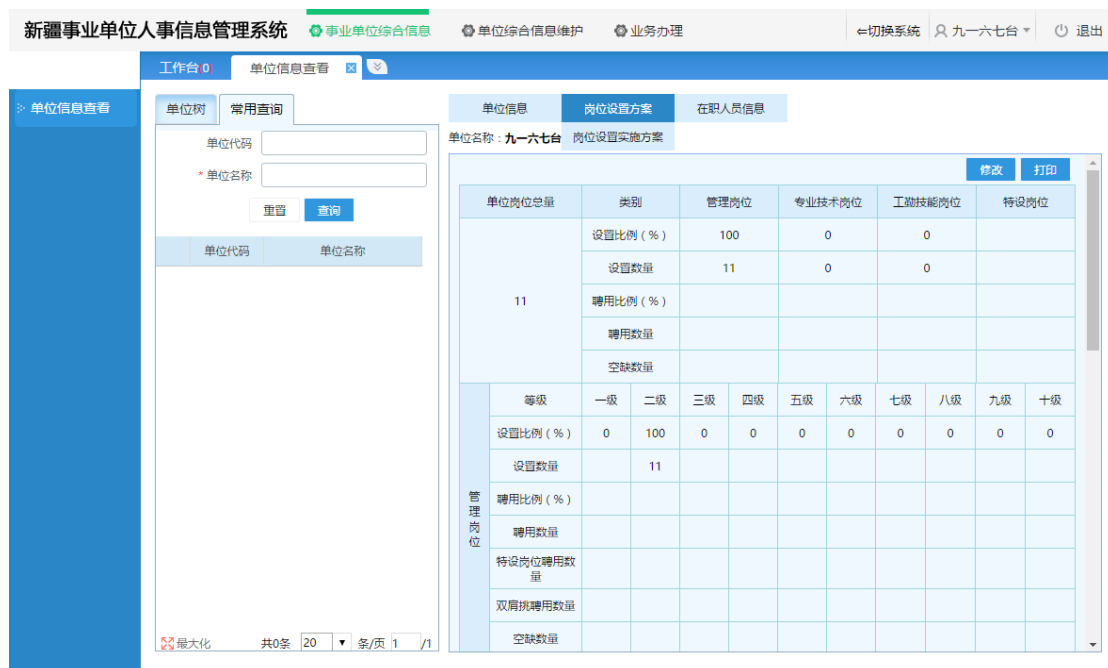 新疆事业单位人事信息管理系统 事业单位综合信息 单位综合信息维护 业务办理 ⇐切换系统 九一六七台 退出
工作台(0) 单位信息查看
单位信息查看
单位树 常用查询
单位代码
* 单位名称
重置 查询
单位代码 单位名称
最大化 共0条 20 条/页 1 /1
单位信息 岗位设置方案 在职人员信息
单位名称：九一六七台 岗位设置实施方案
修改 打印
单位岗位总量 类别 管理岗位 专业技术岗位 工勤技能岗位 特设岗位
设置比例（%） 100 0 0
设置数量 11 0 0
11 聘用比例（%）
聘用数量
空缺数量
管理岗位
等级 一级 二级 三级 四级 五级 六级 七级 八级 九级 十级
设置比例（%） 0 100 0 0 0 0 0 0 0 0
设置数量 11
聘用比例（%）
聘用数量
特设岗位聘用数
量
双肩挑聘用数量
空缺数量